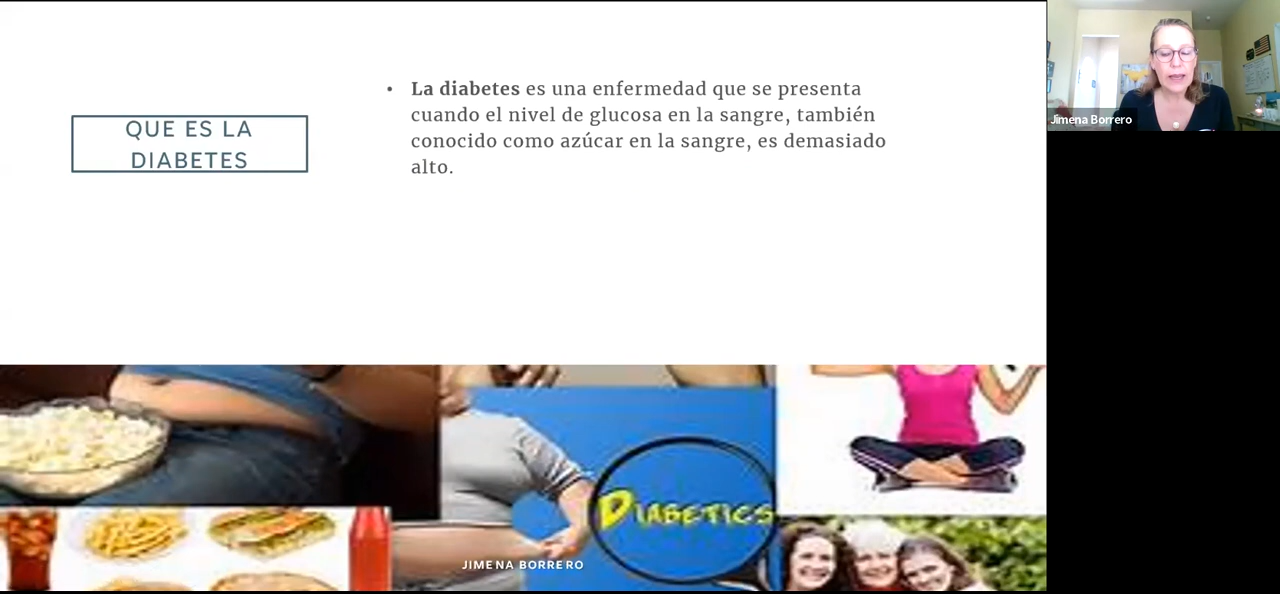 QUE ES LA
DIABETES
• La diabetes es una enfermedad que se presenta
cuando el nivel de glucosa en la sangre, también
conocido como azúcar en la sangre, es demasiado
alto.
Jimena Borrero
DIABETICS
JIMENA BORRERO